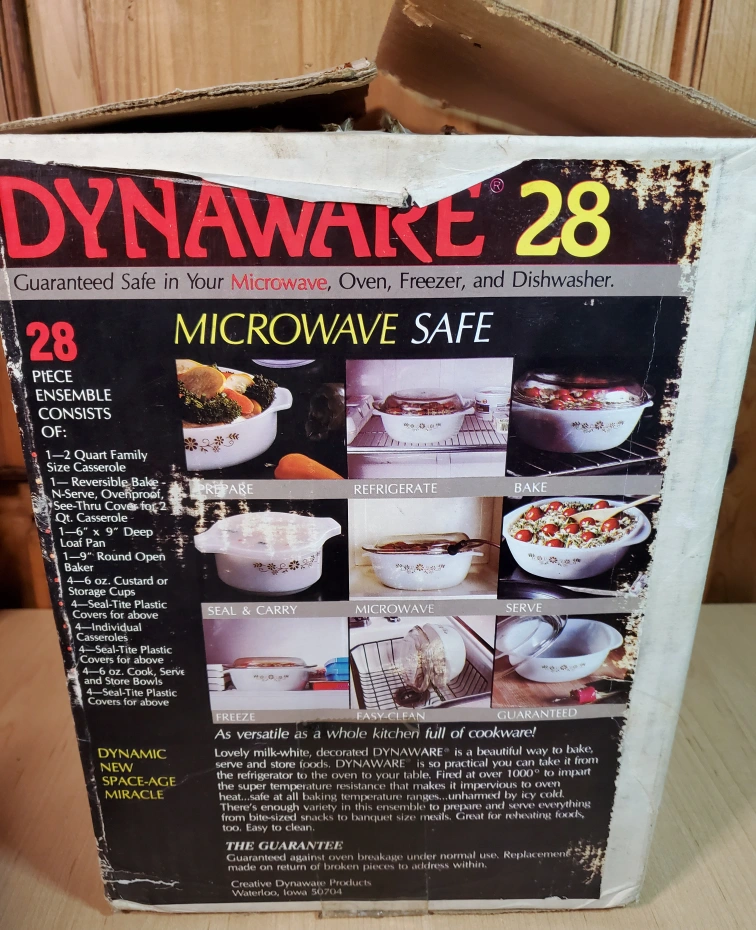 DYNAWARE® 28
Guaranteed Safe in Your Microwave, Oven, Freezer, and Dishwasher.
MICROWAVE SAFE
28
PIECE
ENSEMBLE
CONSISTS
OF:
1—2 Quart Family
Size Casserole
1— Reversible Bake-
N-Serve, Ovenproof,
See-Thru Cover for 2
Qt. Casserole
1—6" x 9" Deep
Loaf Pan
1—9" Round Open
Baker
4—6 oz. Custard or
Storage Cups
4—Seal-Tite Plastic
Covers for above
4—Individual
Casseroles
4—Seal-Tite Plastic
Covers for above
4—6 oz. Cook, Serve
and Store Bowls
4—Seal-Tite Plastic
Covers for above
PREPARE
REFRIGERATE
BAKE
SEAL & CARRY
MICROWAVE
SERVE
FREEZE
EASY-CLEAN
GUARANTEED
DYNAMIC
NEW
SPACE-AGE
MIRACLE
As versatile as a whole kitchen full of cookware!
Lovely milk-white, decorated DYNAWARE® is a beautiful way to bake,
serve and store foods. DYNAWARE® is so practical you can take it from
the refrigerator to the oven to your table. Fired at over 1000° to impart
the super temperature resistance that makes it impervious to oven
heat...safe at all baking temperature ranges...unharmed by icy cold.
There's enough variety in this ensemble to prepare and serve everything
from bite-sized snacks to banquet size meals. Great for reheating foods,
too. Easy to clean.
THE GUARANTEE
Guaranteed against oven breakage under normal use. Replacement
made on return of broken pieces to address within.
Creative Dynaware Products
Waterloo, Iowa 50704